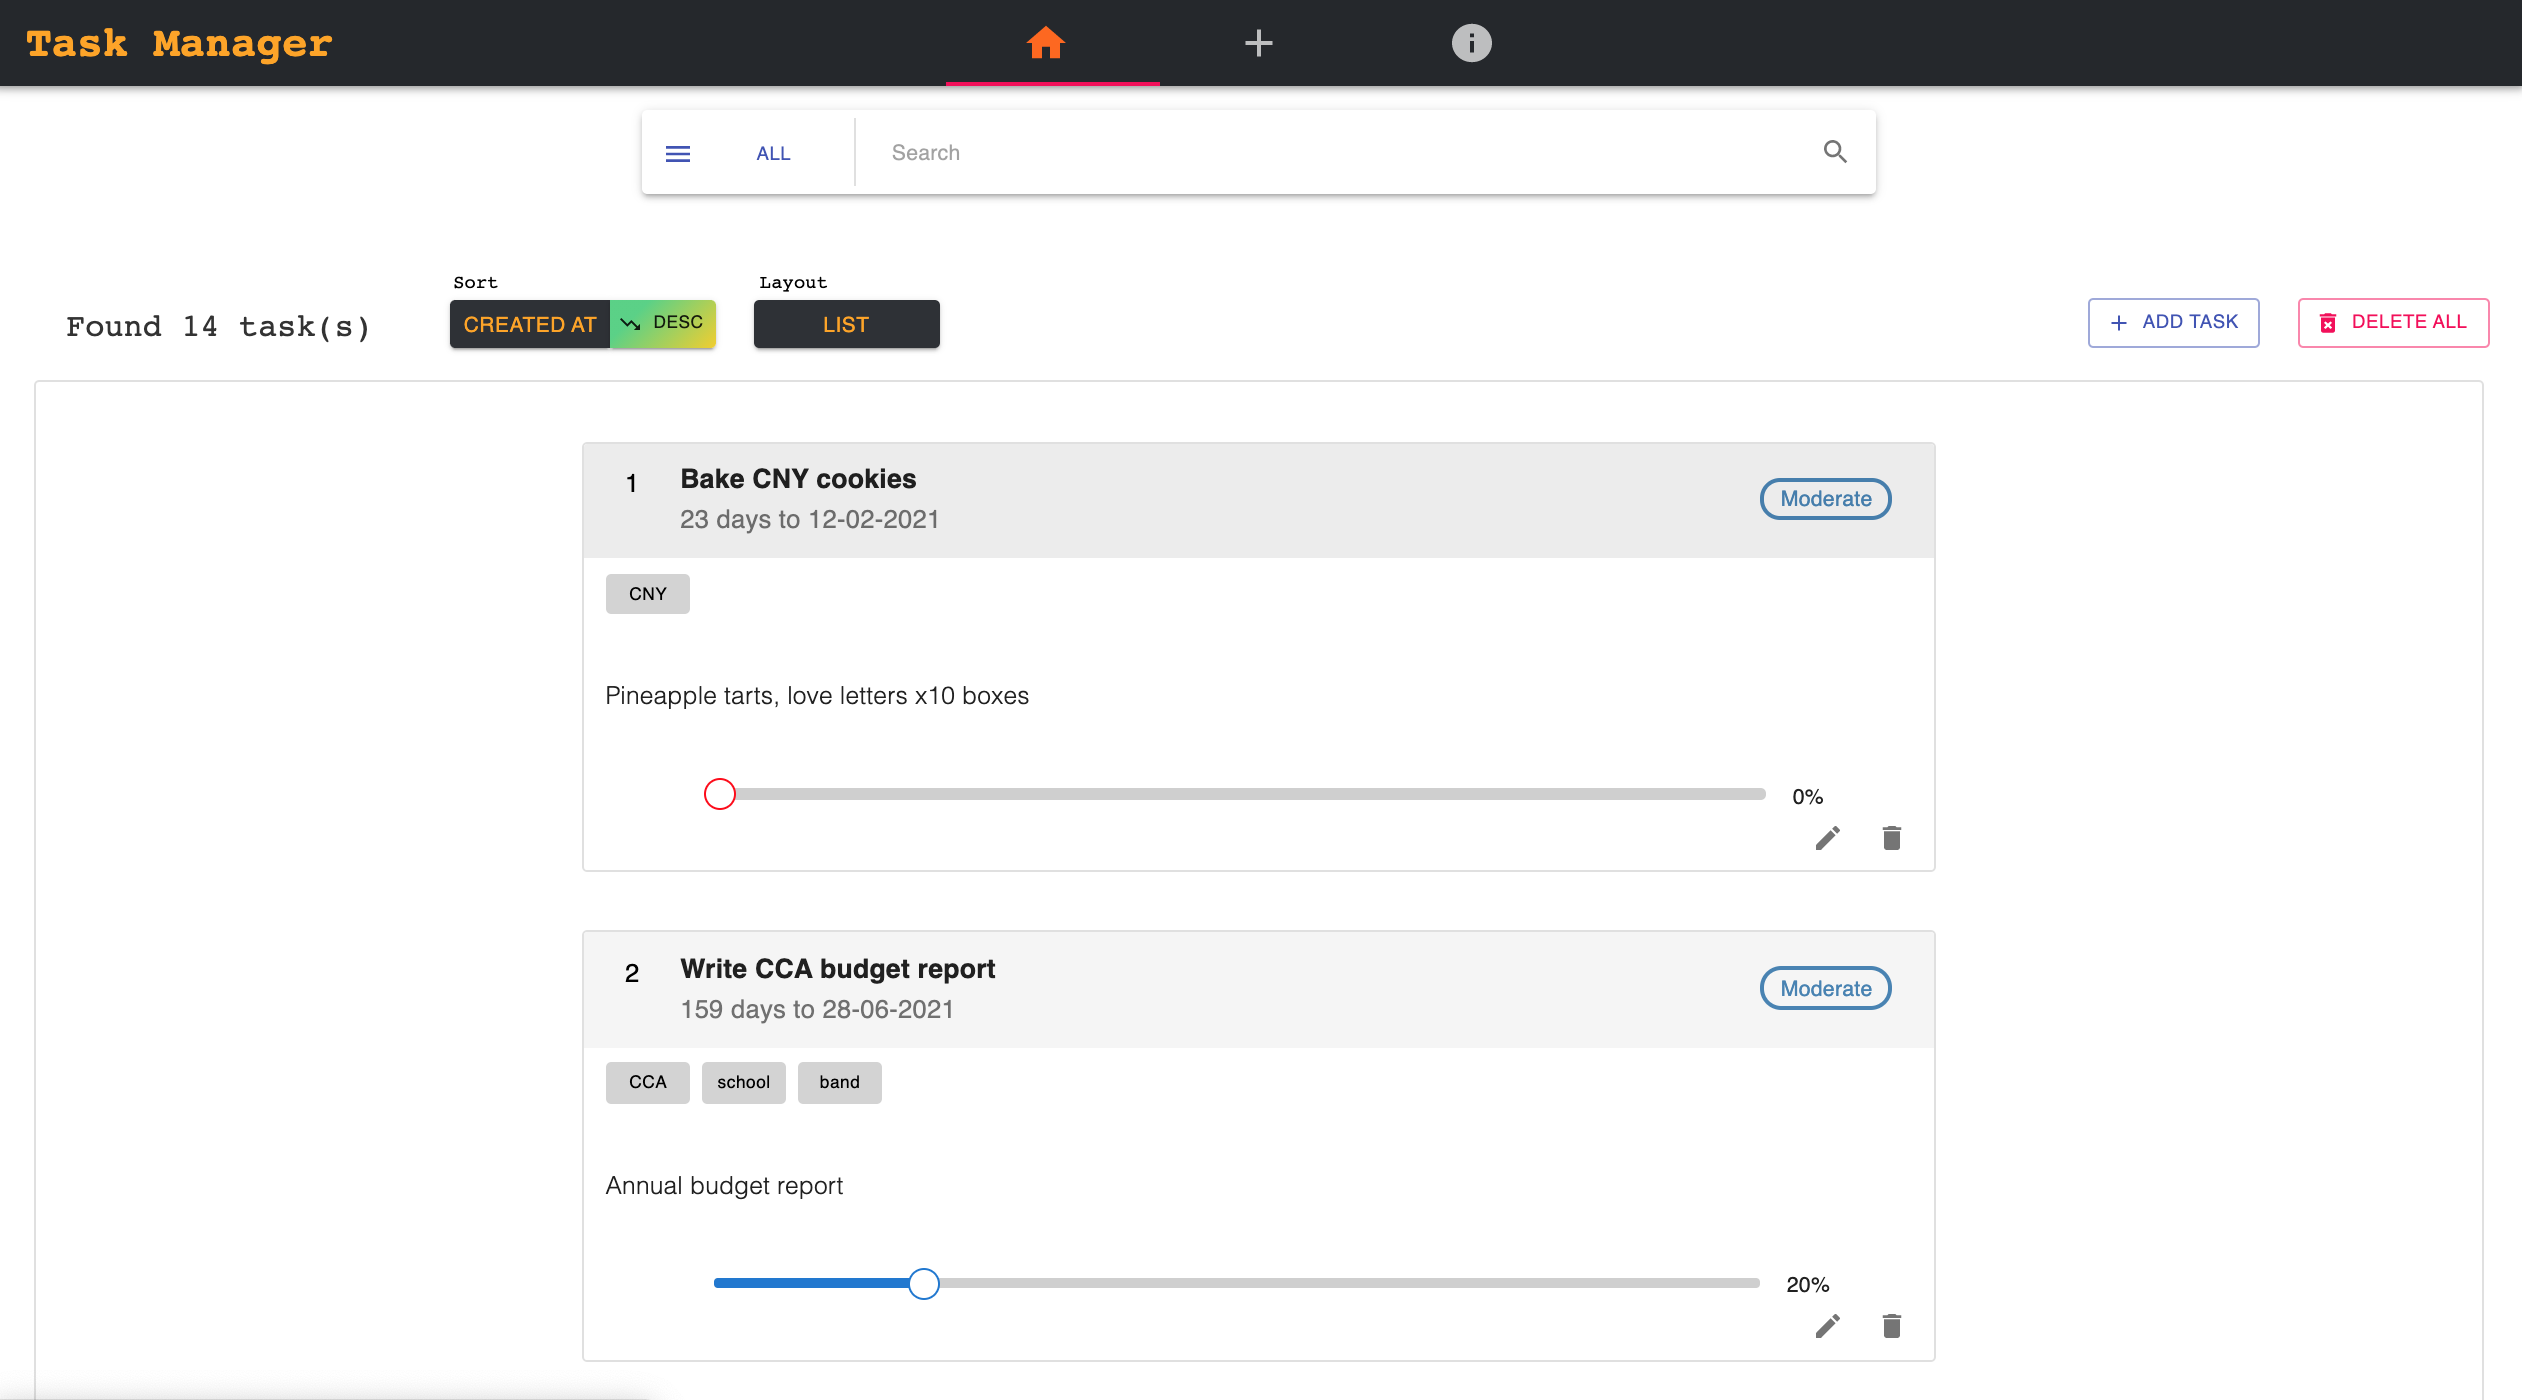 Task Manager
ALL Search
Sort Layout
Found 14 task(s) CREATED AT DESC LIST ADD TASK DELETE ALL
1 Bake CNY cookies Moderate
23 days to 12-02-2021
CNY
Pineapple tarts, love letters x10 boxes
0%
2 Write CCA budget report Moderate
159 days to 28-06-2021
CCA school band
Annual budget report
20%